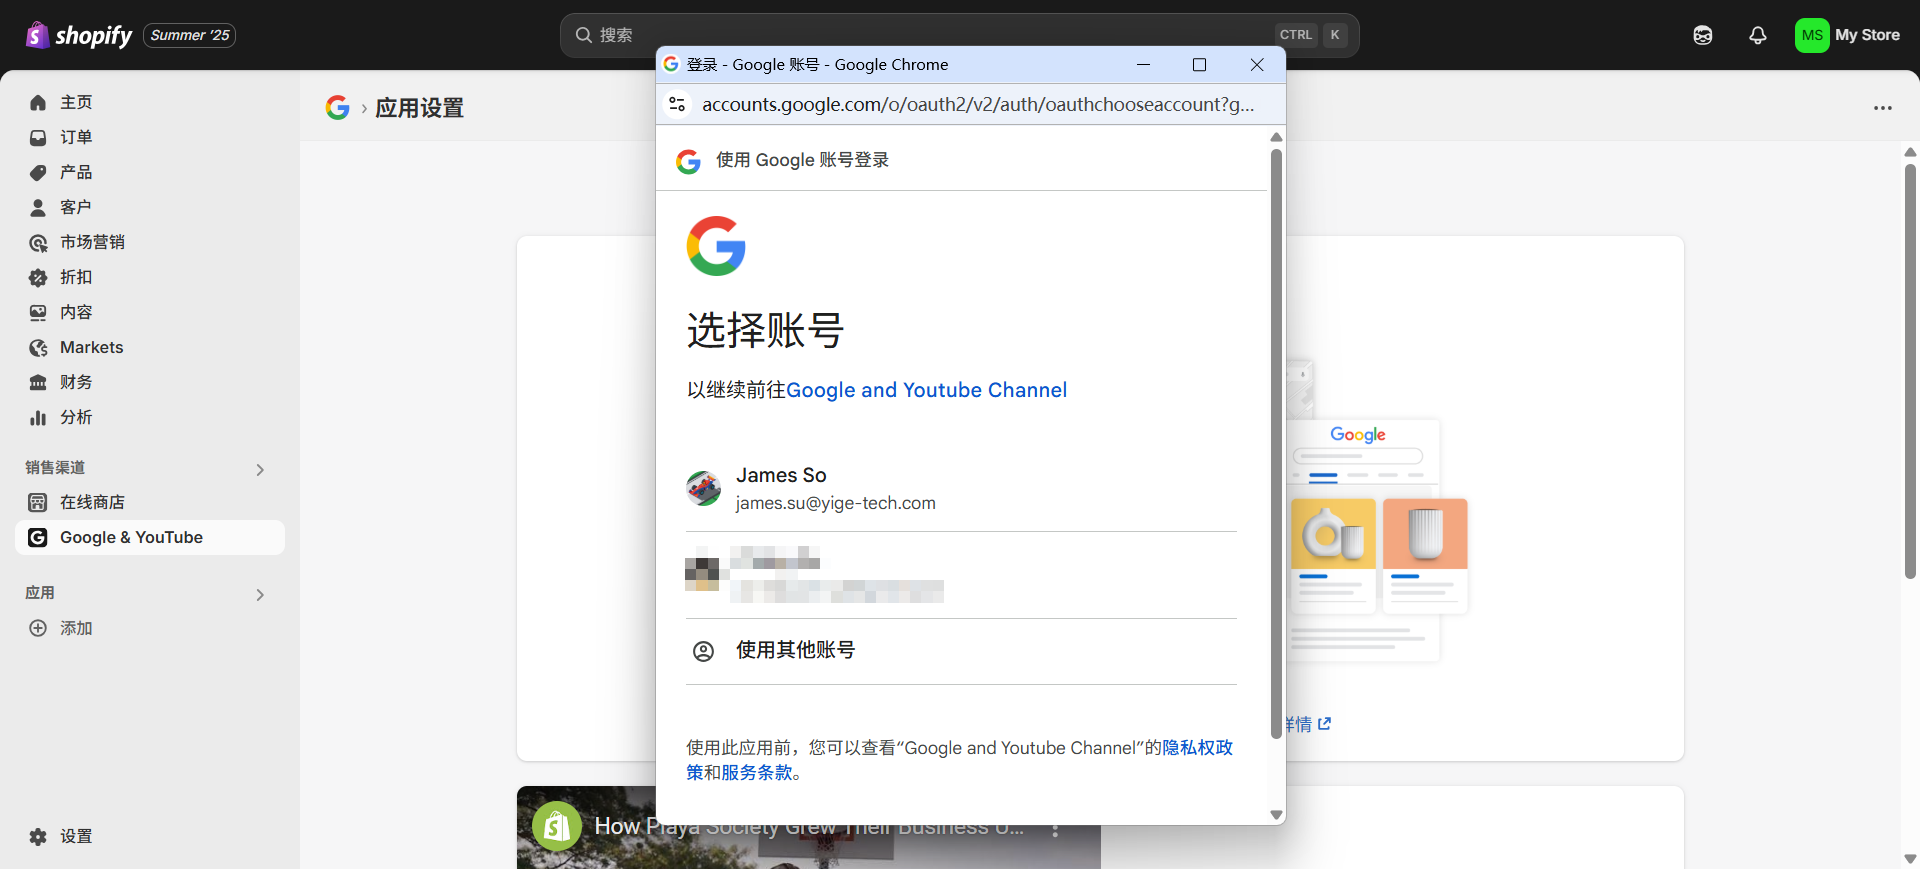 shopify Summer '25
搜索
CTRL K
MS My Store
主页
订单
产品
客户
市场营销
折扣
内容
Markets
财务
分析
销售渠道
在线商店
Google & YouTube
应用
添加
设置
应用设置
登录 - Google 账号 - Google Chrome
accounts.google.com/o/oauth2/v2/auth/oauthchooseaccount?g...
使用 Google 账号登录
选择账号
以继续前往Google and Youtube Channel
James So
james.su@yige-tech.com
使用其他账号
使用此应用前，您可以查看“Google and Youtube Channel”的隐私权政
策和服务条款。
Google
详情
How Playa Society Grew Their Business U...